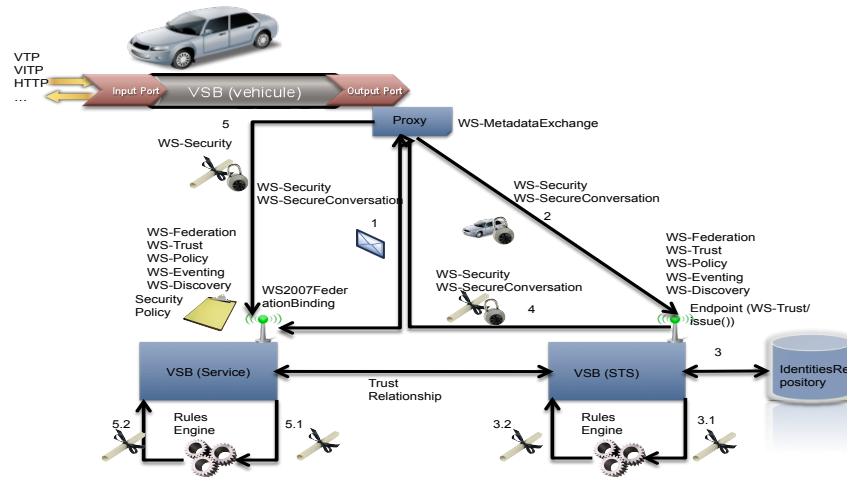 VTP
VITP
HTTP
...
Input Port
VSB (vehicule)
Output Port
Proxy
WS-MetadataExchange
5
WS-Security
WS-Security
WS-SecureConversation
1
WS-Security
WS-SecureConversation
2
WS-Federation
WS-Trust
WS-Policy
WS-Eventing
WS-Discovery
Security
Policy
WS2007Feder
ationBinding
WS-Security
WS-SecureConversation
4
WS-Federation
WS-Trust
WS-Policy
WS-Eventing
WS-Discovery
Endpoint (WS-Trust/
issue())
VSB (Service)
Trust
Relationship
VSB (STS)
3
IdentitiesRe
pository
5.2
Rules
Engine
5.1
3.2
Rules
Engine
3.1